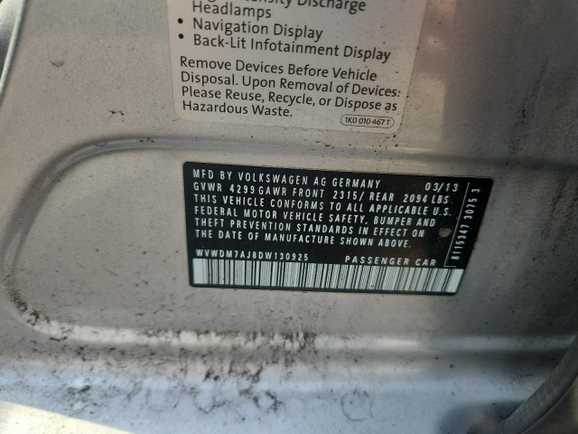 Intensity Discharge
Headlamps
• Navigation Display
• Back-Lit Infotainment Display
Remove Devices Before Vehicle
Disposal. Upon Removal of Devices:
Please Reuse, Recycle, or Dispose as
Hazardous Waste.
1K0 010 467 T
MFD BY VOLKSWAGEN AG GERMANY 03/13
GVWR 4299 GAWR FRONT 2315/ REAR 2094 LBS
THIS VEHICLE CONFORMS TO ALL APPLICABLE U.S.
FEDERAL MOTOR VEHICLE SAFETY, BUMPER AND
THEFT PREVENTION STANDARDS IN EFFECT ON
THE DATE OF MANUFACTURE SHOWN ABOVE.
WVWDM7AJ8DW130925 PASSENGER CAR